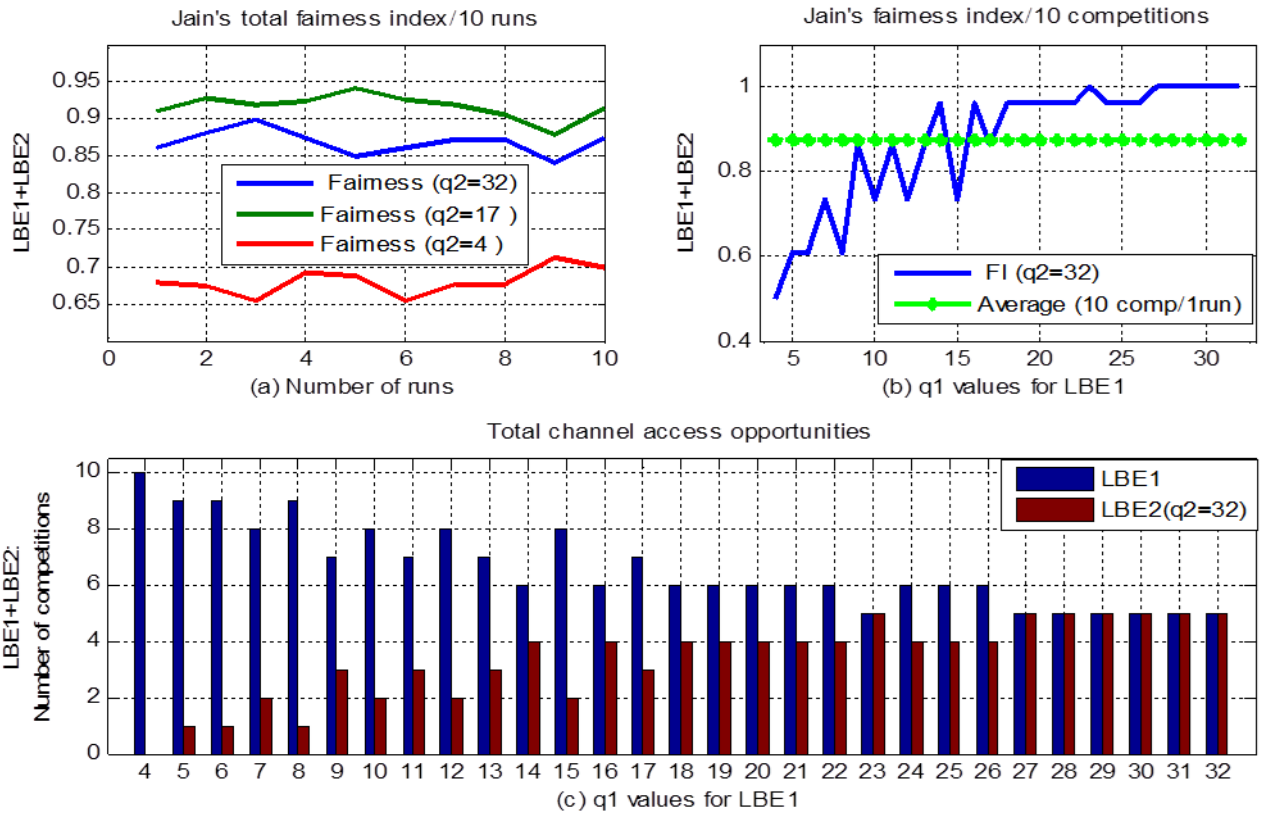 Jain's total fairness index/10 runs
LBE1+LBE2
0.95
0.9
0.85
0.8
0.75
0.7
0.65
Fairness (q2=32)
Fairness (q2=17 )
Fairness (q2=4 )
0 2 4 6 8 10
(a) Number of runs
Jain's fairness index/10 competitions
LBE1+LBE2
1
0.8
0.6
0.4
FI (q2=32)
Average (10 comp/1run)
5 10 15 20 25 30
(b) q1 values for LBE1
Total channel access opportunities
LBE1+LBE2:
Number of competitions
10
8
6
4
2
0
LBE1
LBE2(q2=32)
4 5 6 7 8 9 10 11 12 13 14 15 16 17 18 19 20 21 22 23 24 25 26 27 28 29 30 31 32
(c) q1 values for LBE1